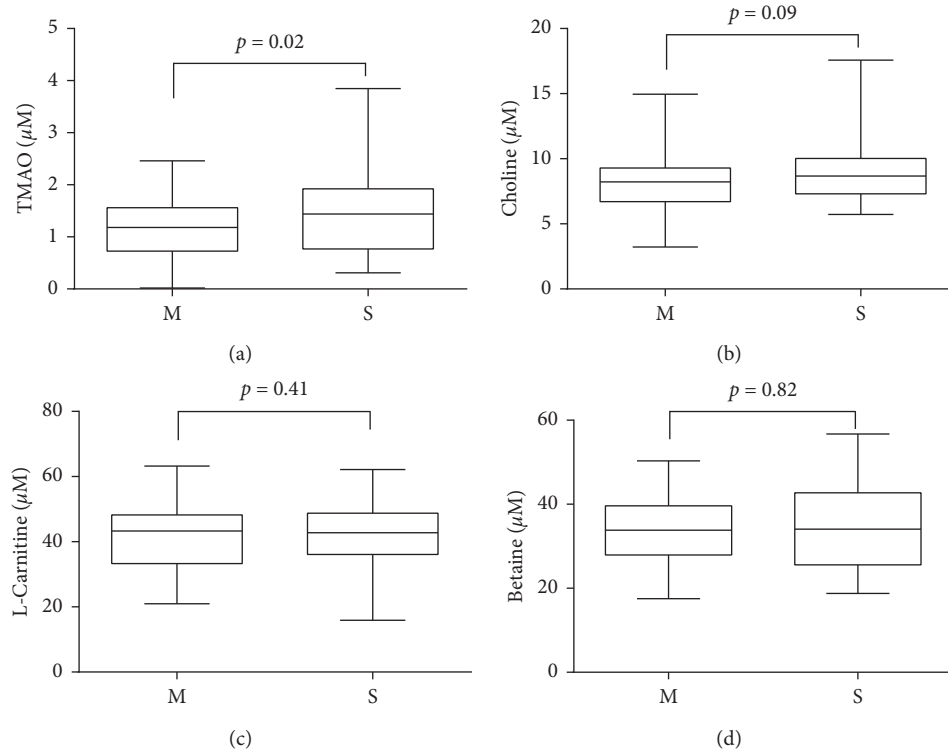 p = 0.02
TMAO (μM)
5
4
3
2
1
0
M
S
(a)
p = 0.09
Choline (μM)
20
15
10
5
0
M
S
(b)
p = 0.41
L-Carnitine (μM)
80
60
40
20
0
M
S
(c)
p = 0.82
Betaine (μM)
60
40
20
0
M
S
(d)